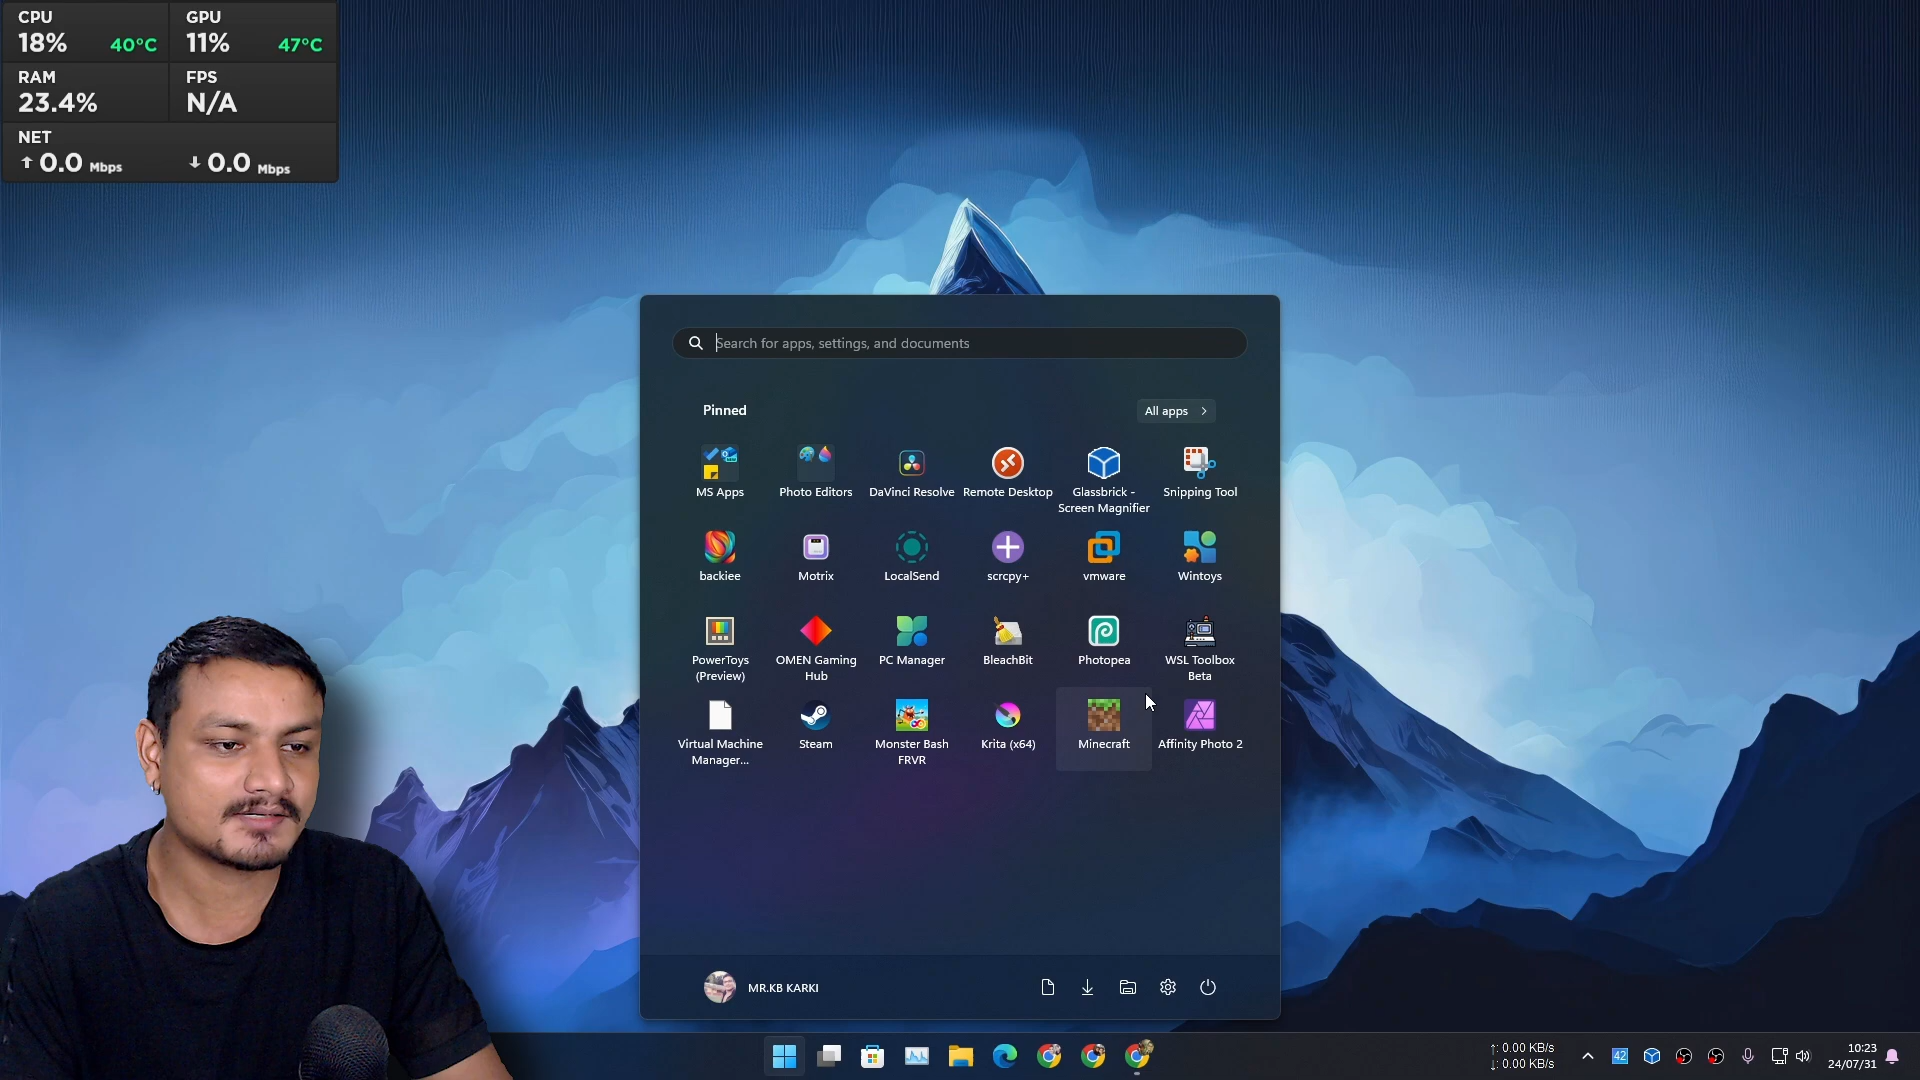 CPU
18% 40°C
GPU
11% 47°C
RAM
23.4%
FPS
N/A
NET
↑ 0.0 Mbps ↓ 0.0 Mbps
Search for apps, settings, and documents
Pinned
All apps
MS Apps
Photo Editors
DaVinci Resolve
Remote Desktop
Glassbrick -
Screen Magnifier
Snipping Tool
backiee
Motrix
LocalSend
scrcpy+
vmware
Wintoys
PowerToys
(Preview)
OMEN Gaming
Hub
PC Manager
BleachBit
Photopea
WSL Toolbox
Beta
Virtual Machine
Manager...
Steam
Monster Bash
FRVR
Krita (x64)
Minecraft
Affinity Photo 2
MR.KB KARKI
↑: 0.00 KB/s
↓: 0.00 KB/s
42
10:23
24/07/31